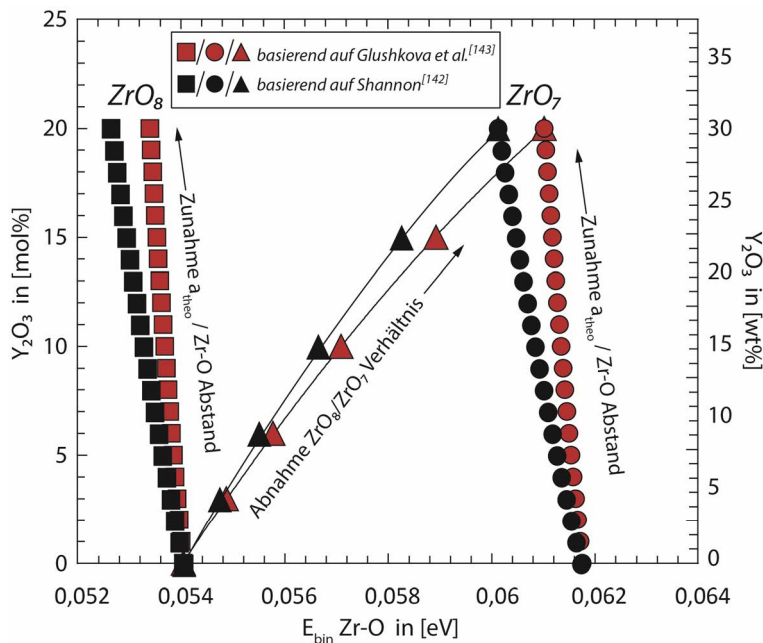 25
20
15
10
5
0
Y₂O₃ in [mol%]
■/●/▲ basierend auf Glushkova et al.[143]
■/●/▲ basierend auf Shannon[142]
ZrO₈
ZrO₇
Zunahme a_theo / Zr-O Abstand
Abnahme ZrO₈/ZrO₇ Verhältnis
Zunahme a_theo / Zr-O Abstand
35
30
25
20
15
10
5
0
Y₂O₃ in [wt%]
0,052 0,054 0,056 0,058 0,06 0,062 0,064
E_bin Zr-O in [eV]